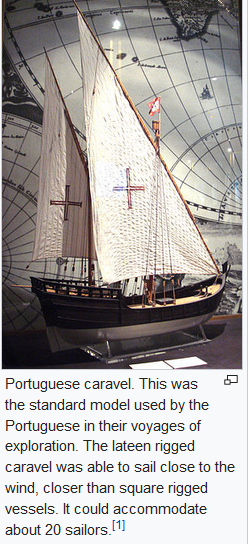 Portuguese caravel. This was
the standard model used by the
Portuguese in their voyages of
exploration. The lateen rigged
caravel was able to sail close to the
wind, closer than square rigged
vessels. It could accommodate
about 20 sailors.[1]